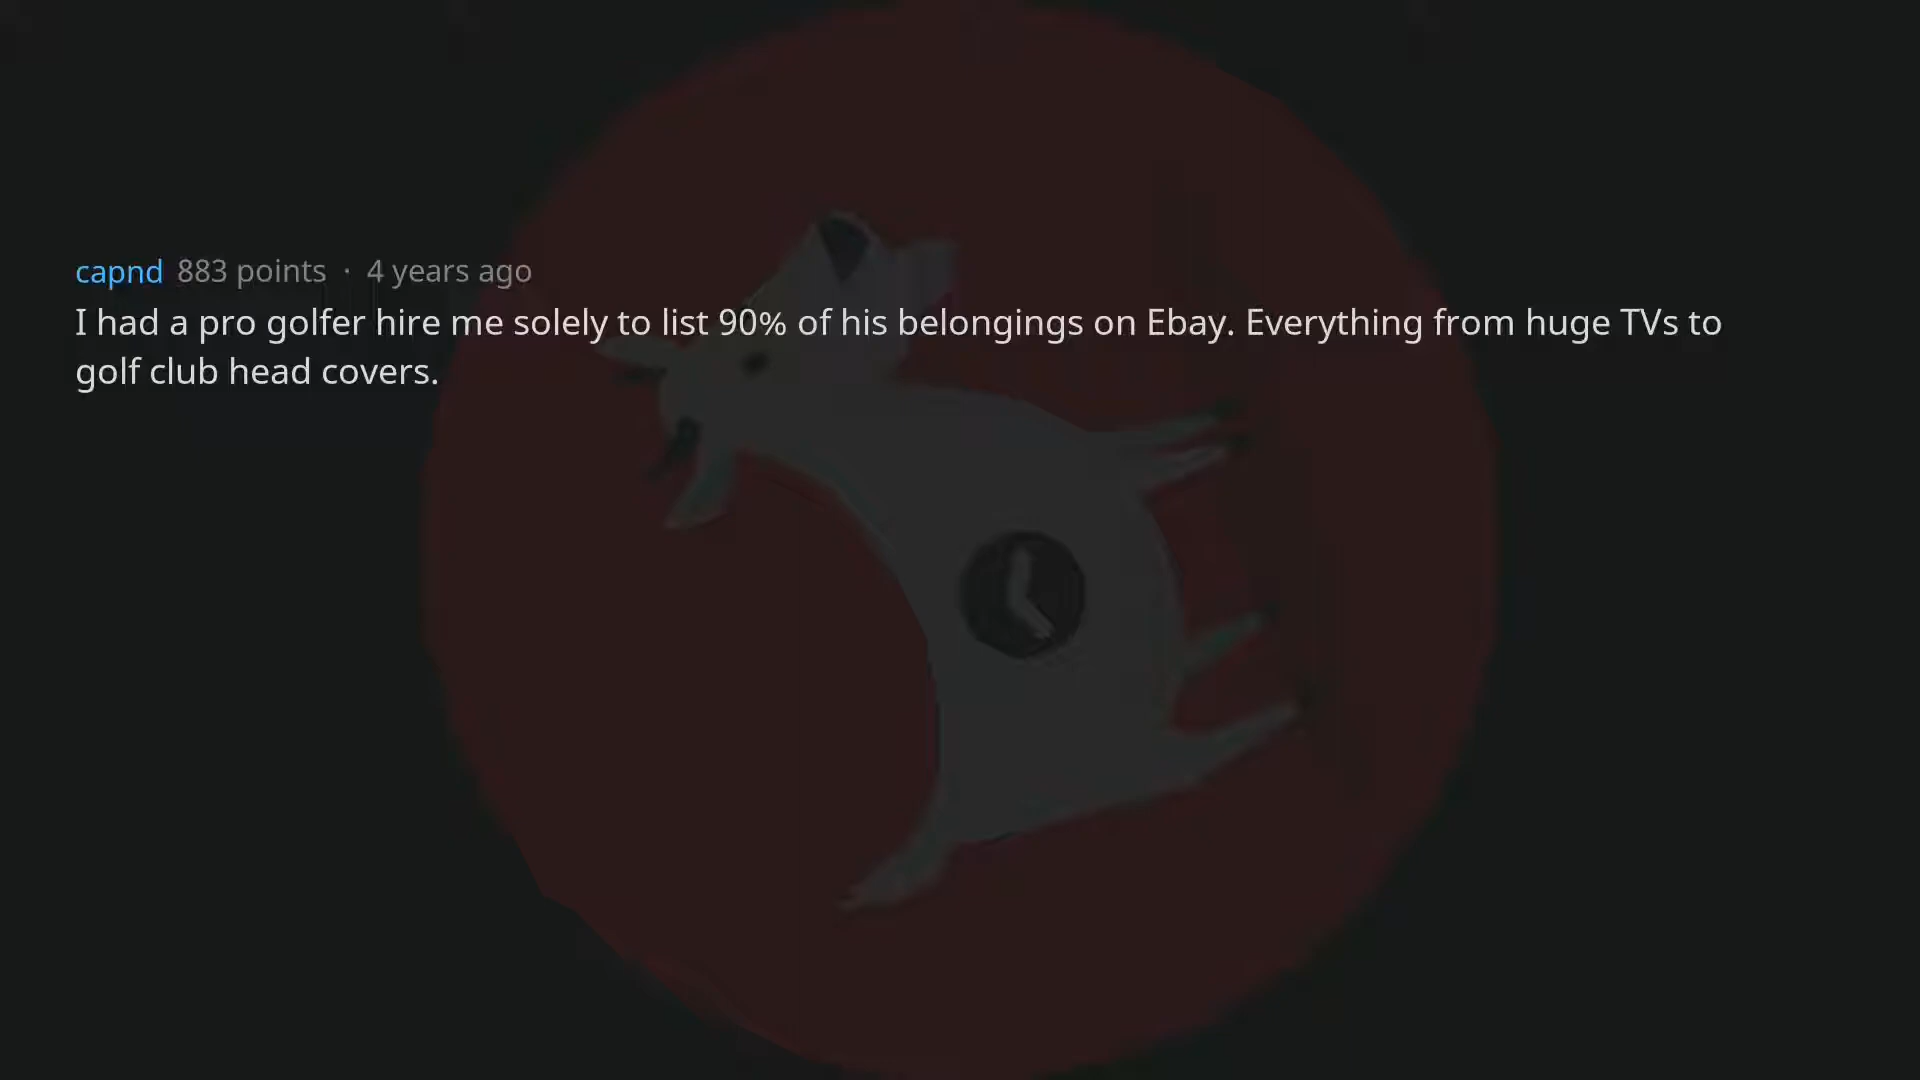 capnd 883 points · 4 years ago
I had a pro golfer hire me solely to list 90% of his belongings on Ebay. Everything from huge TVs to
golf club head covers.